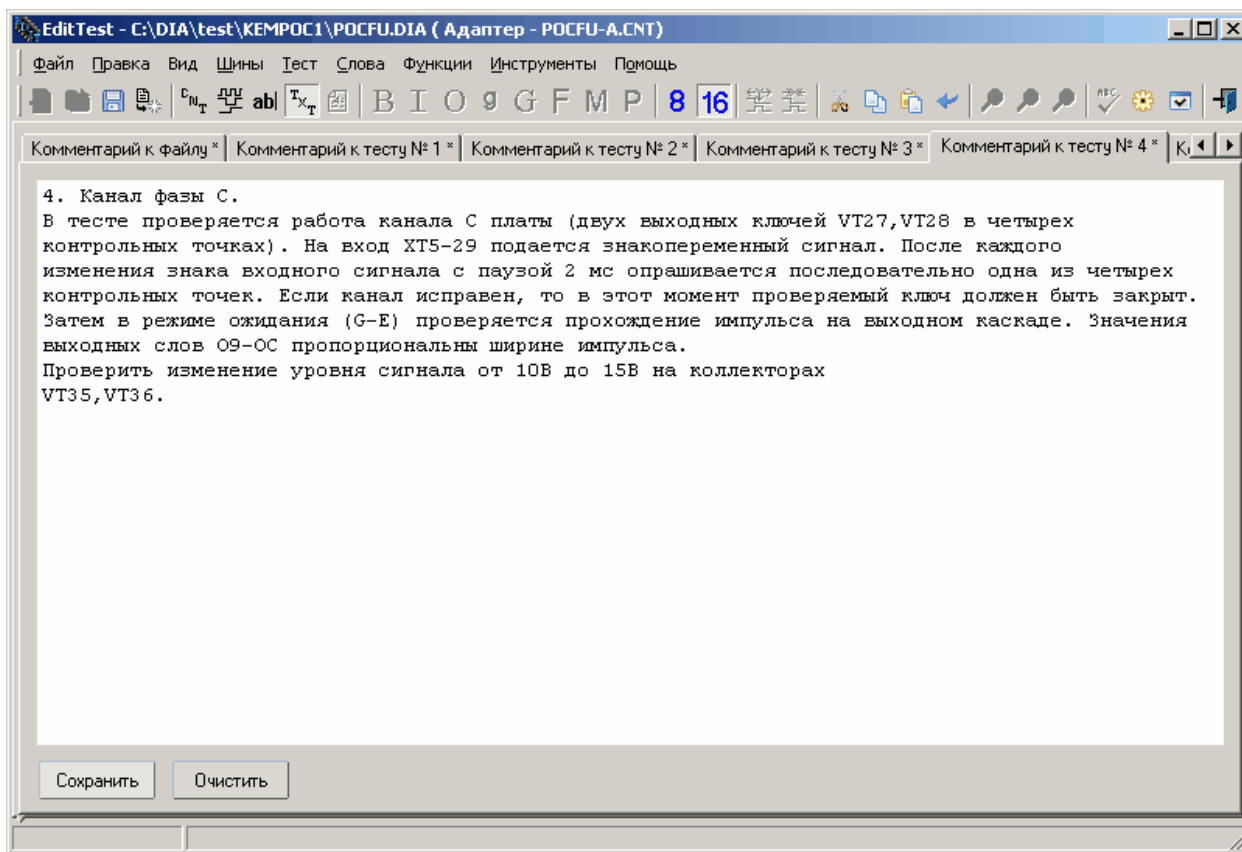 EditTest - C:\DIA\test\KEMPOC1\POCFU.DIA ( Адаптер - POCFU-A.CNT)
Файл Правка Вид Шины Тест Слова Функции Инструменты Помощь
CNT ab| TxT B I O g G F M P 8 16 ABC
Комментарий к файлу * Комментарий к тесту № 1 * Комментарий к тесту № 2 * Комментарий к тесту № 3 * Комментарий к тесту № 4 *
4. Канал фазы С.
В тесте проверяется работа канала С платы (двух выходных ключей VT27,VT28 в четырех
контрольных точках). На вход XT5-29 подается знакопеременный сигнал. После каждого
изменения знака входного сигнала с паузой 2 мс опрашивается последовательно одна из четырех
контрольных точек. Если канал исправен, то в этот момент проверяемый ключ должен быть закрыт.
Затем в режиме ожидания (G-E) проверяется прохождение импульса на выходном каскаде. Значения
выходных слов O9-OC пропорциональны ширине импульса.
Проверить изменение уровня сигнала от 10В до 15В на коллекторах
VT35,VT36.
Сохранить Очистить